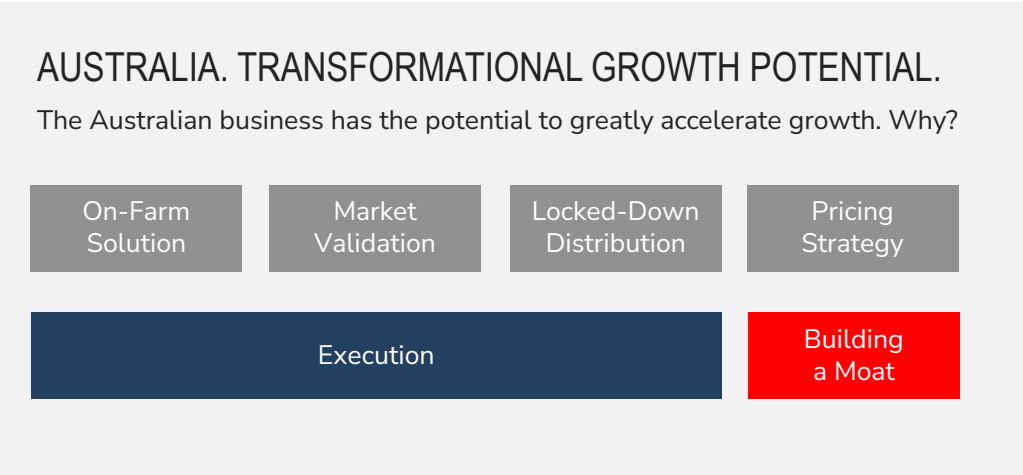 AUSTRALIA. TRANSFORMATIONAL GROWTH POTENTIAL.
The Australian business has the potential to greatly accelerate growth. Why?
On-Farm
Solution
Market
Validation
Locked-Down
Distribution
Pricing
Strategy
Execution
Building
a Moat